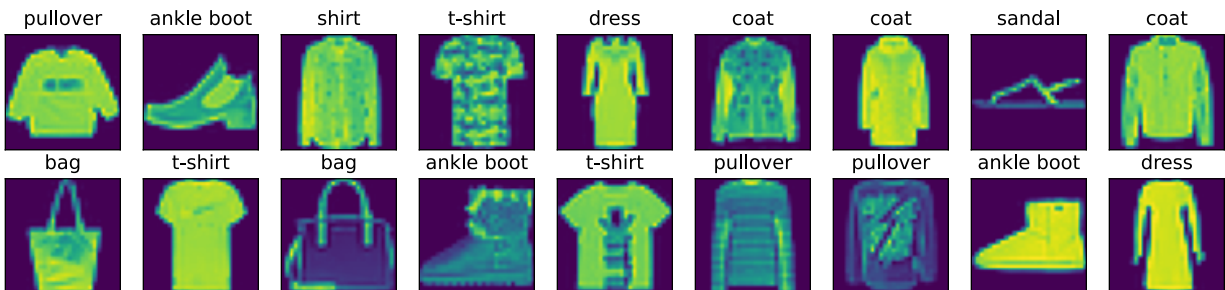 pullover ankle boot shirt t-shirt dress coat coat sandal coat
bag t-shirt bag ankle boot t-shirt pullover pullover ankle boot dress